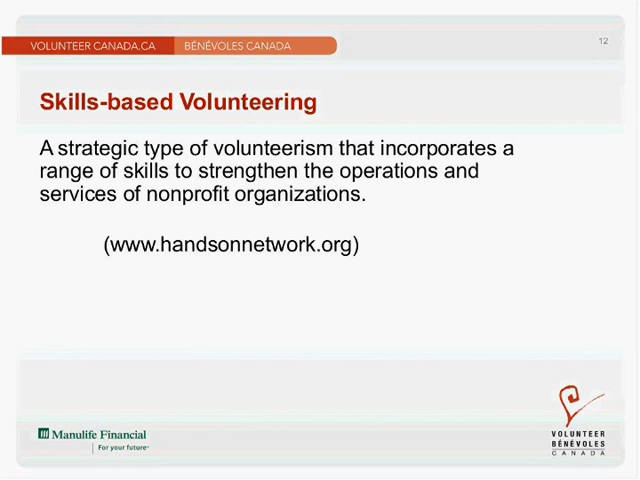 VOLUNTEER CANADA.CA BÉNÉVOLES CANADA
12
Skills-based Volunteering
A strategic type of volunteerism that incorporates a
range of skills to strengthen the operations and
services of nonprofit organizations.
(www.handsonnetwork.org)
Manulife Financial
For your future™
VOLUNTEER
BÉNÉVOLES
CANADA